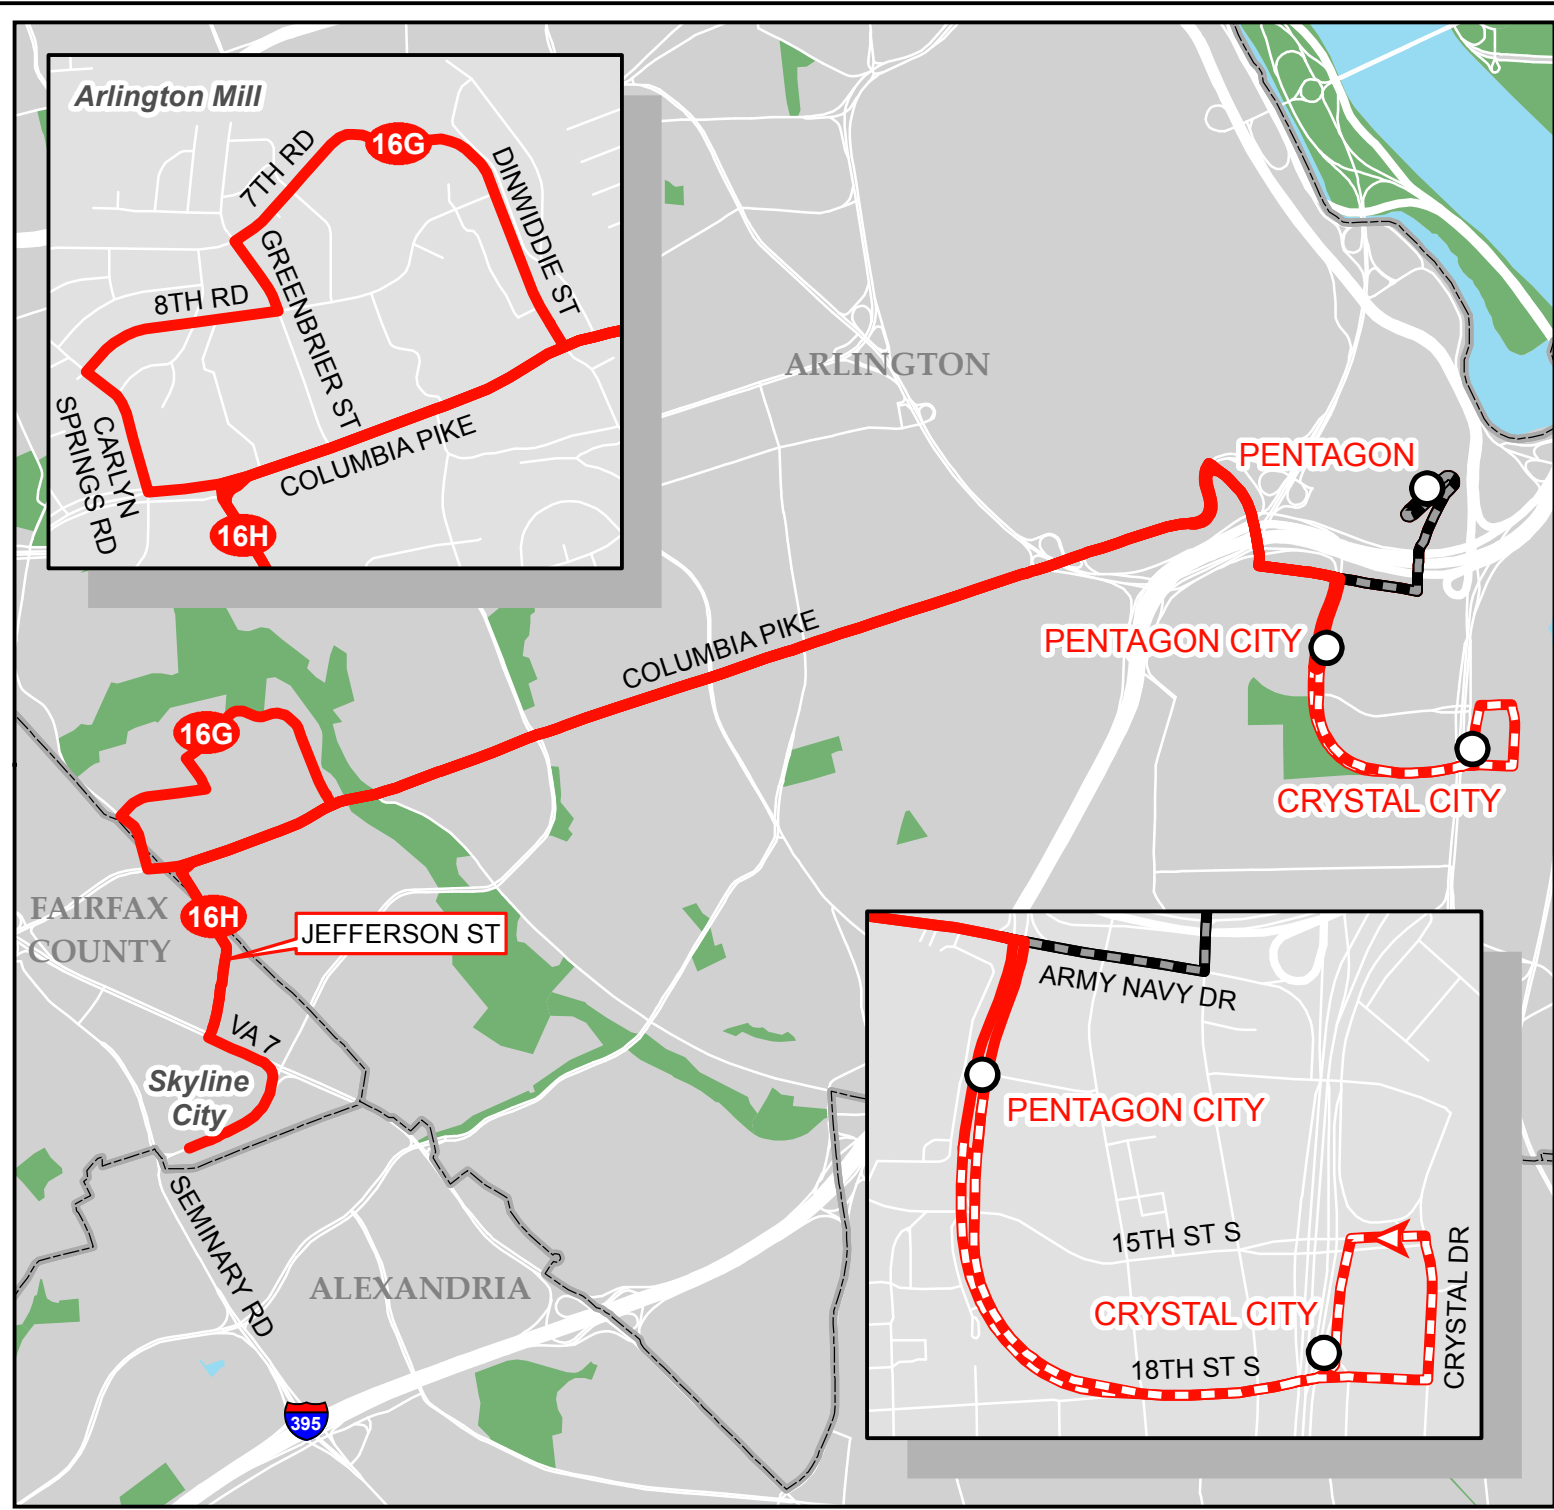 Arlington Mill
16G
7TH RD
DINWIDDIE ST
GREENBRIER ST
8TH RD
CARLYN
SPRINGS RD
COLUMBIA PIKE
16H
ARLINGTON
PENTAGON
COLUMBIA PIKE
PENTAGON CITY
16G
CRYSTAL CITY
FAIRFAX
COUNTY
16H
JEFFERSON ST
VA 7
Skyline
City
SEMINARY RD
ALEXANDRIA
395
ARMY NAVY DR
PENTAGON CITY
15TH ST S
CRYSTAL DR
CRYSTAL CITY
18TH ST S